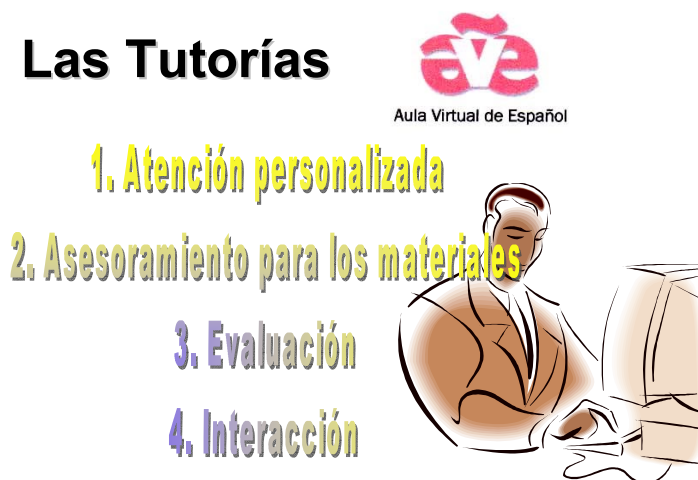 Las Tutorías
ave
Aula Virtual de Español
1. Atención personalizada
2. Asesoramiento para los materiales
3. Evaluación
4. Interacción